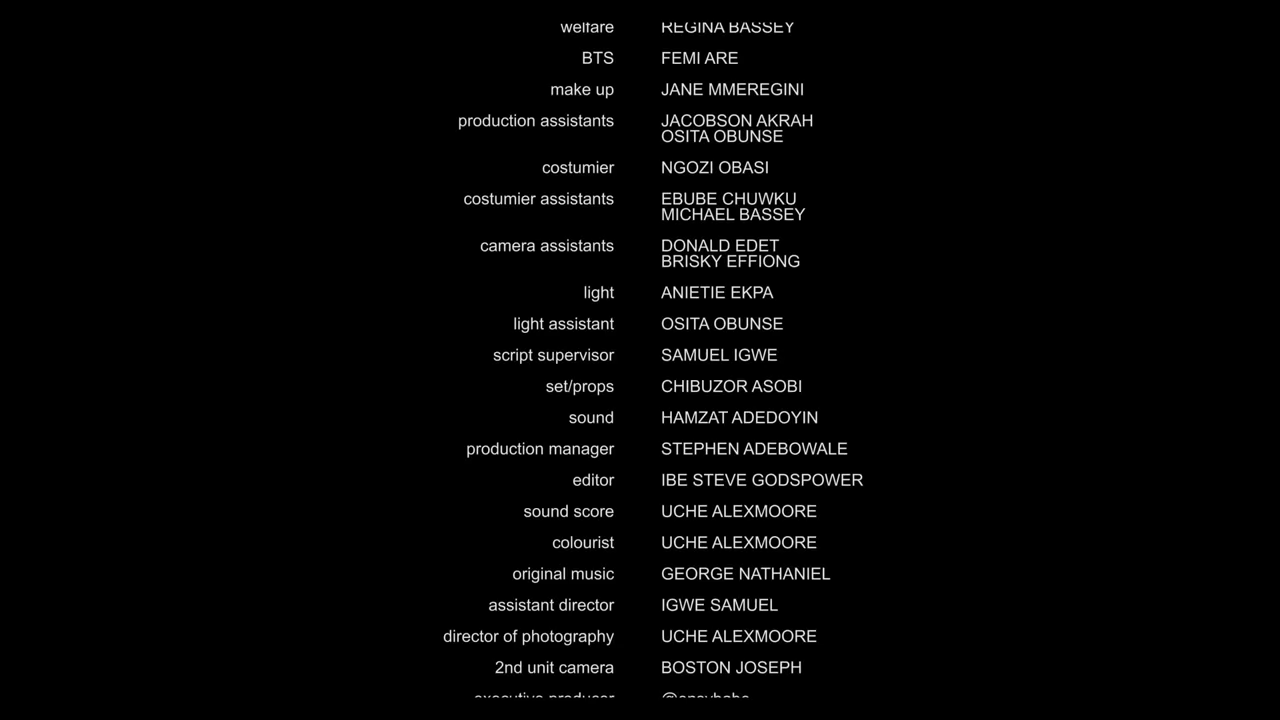 welfare REGINA BASSEY
BTS FEMI ARE
make up JANE MMEREGINI
production assistants JACOBSON AKRAH
OSITA OBUNSE
costumier NGOZI OBASI
costumier assistants EBUBE CHUWKU
MICHAEL BASSEY
camera assistants DONALD EDET
BRISKY EFFIONG
light ANIETIE EKPA
light assistant OSITA OBUNSE
script supervisor SAMUEL IGWE
set/props CHIBUZOR ASOBI
sound HAMZAT ADEDOYIN
production manager STEPHEN ADEBOWALE
editor IBE STEVE GODSPOWER
sound score UCHE ALEXMOORE
colourist UCHE ALEXMOORE
original music GEORGE NATHANIEL
assistant director IGWE SAMUEL
director of photography UCHE ALEXMOORE
2nd unit camera BOSTON JOSEPH
executive producer